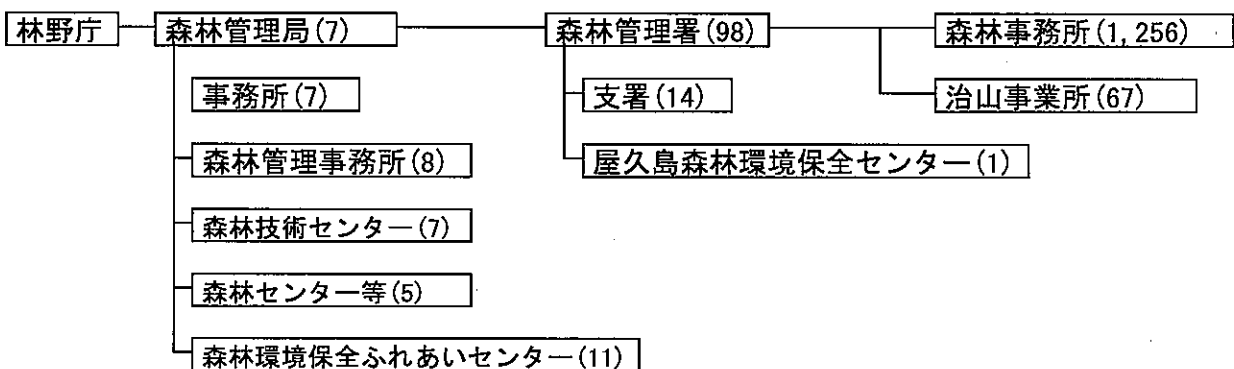 林野庁 森林管理局(7) 森林管理署(98) 森林事務所(1,256)
事務所(7) 支署(14) 治山事業所(67)
森林管理事務所(8) 屋久島森林環境保全センター(1)
森林技術センター(7)
森林センター等(5)
森林環境保全ふれあいセンター(11)